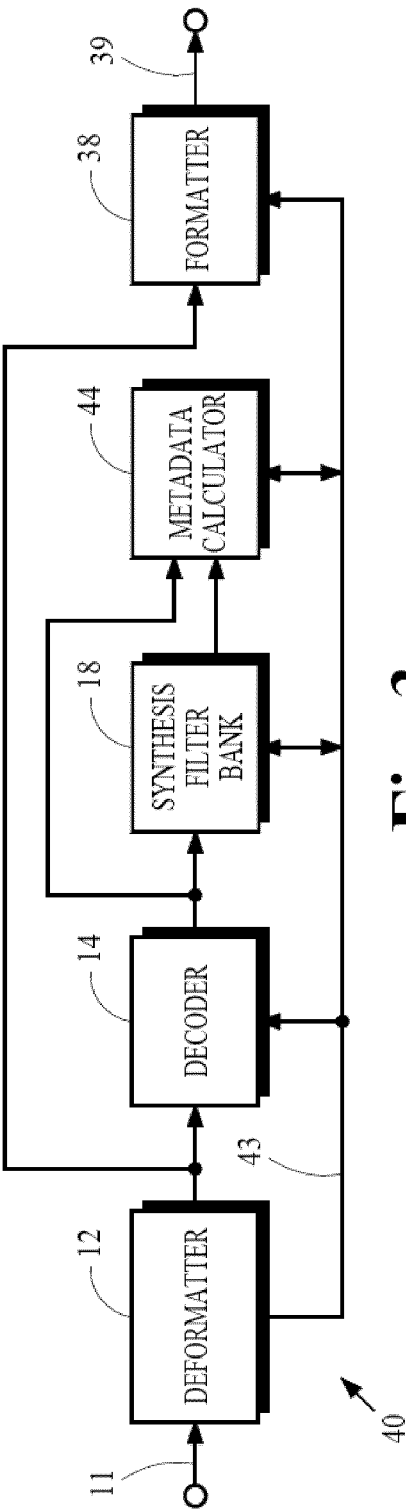 11
DEFORMATTER
12
DECODER
14
SYNTHESIS
FILTER
BANK
18
METADATA
CALCULATOR
44
FORMATTER
38
39
43
40